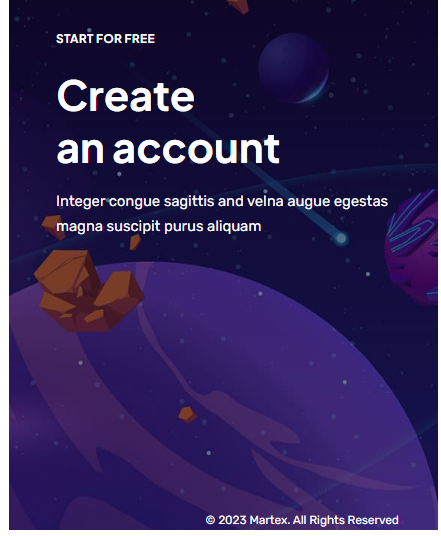 START FOR FREE
Create
an account
Integer congue sagittis and velna augue egestas
magna suscipit purus aliquam
© 2023 Martex. All Rights Reserved